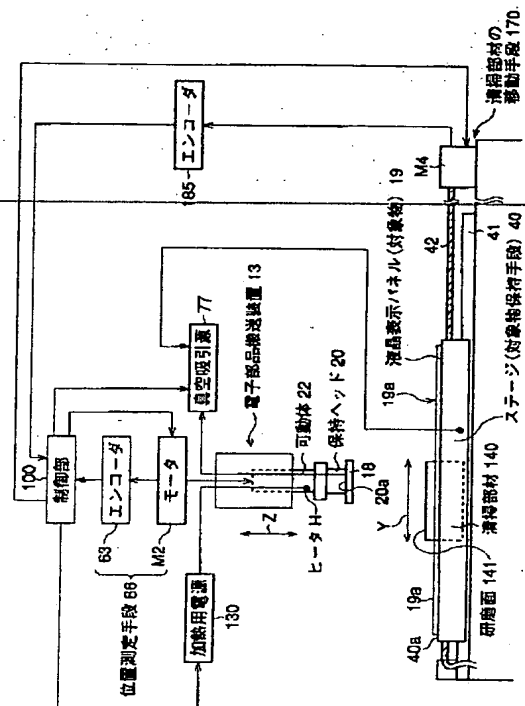 制御部
100
エンコーダ
63
モータ
M2
位置測定手段 66
加熱用電源
130
真空吸引源
77
電子部品搬送装置 13
Z
可動体 22
保持ヘッド 20
ヒータ H
18
20a
エンコーダ
185
清掃部材の
移動手段 170
M4
42
41
液晶表示パネル(対象物) 19
19a
ステージ(対象物保持手段) 40
Y
清掃部材 140
研磨面 141
19a
40a